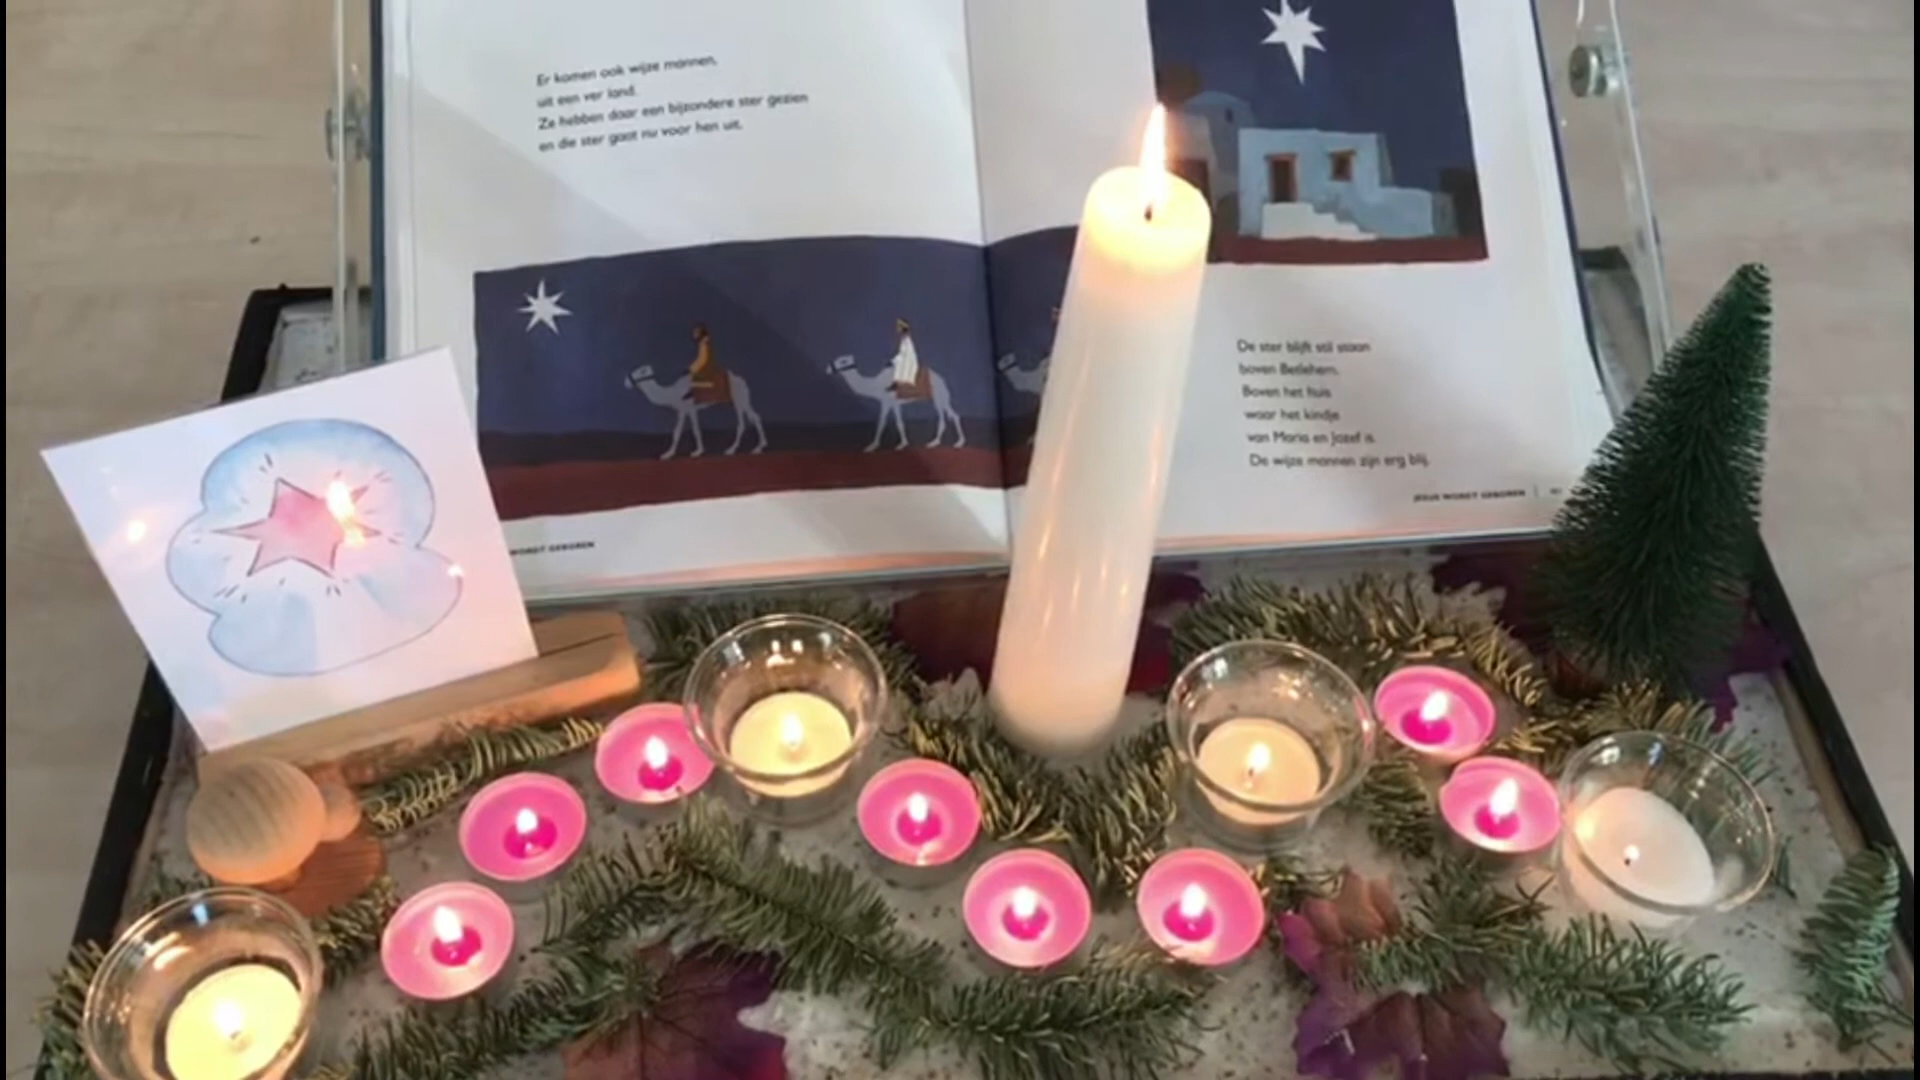 Er komen ook wijze mannen,
uit een ver land.
Ze hebben daar een bijzondere ster gezien
en die ster gaat nu voor hen uit.
WORDT GEBOREN
De ster blijft stil staan
boven Betlehem.
Boven het huis
waar het kindje
van Maria en Jozef is.
De wijze mannen zijn erg blij.
JEZUS WORDT GEBOREN